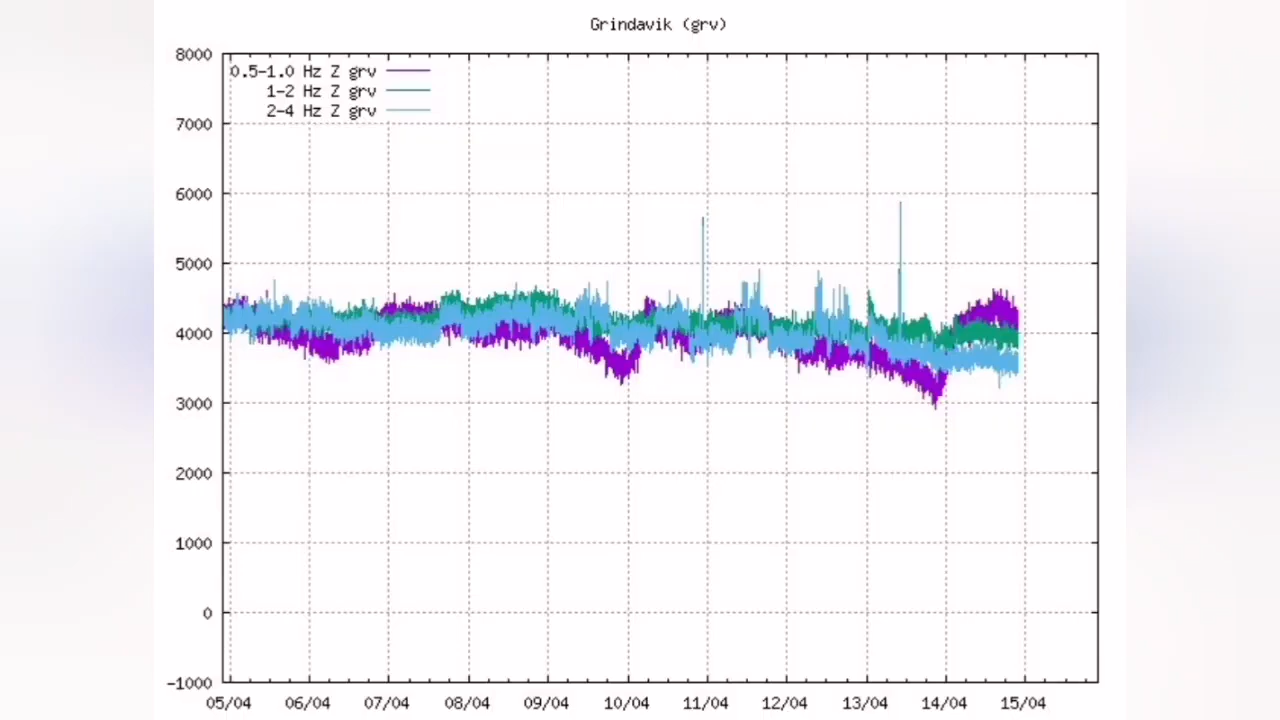 Grindavik (grv)
8000
0.5-1.0 Hz Z grv
1-2 Hz Z grv
2-4 Hz Z grv
7000
6000
5000
4000
3000
2000
1000
0
-1000
05/04 06/04 07/04 08/04 09/04 10/04 11/04 12/04 13/04 14/04 15/04